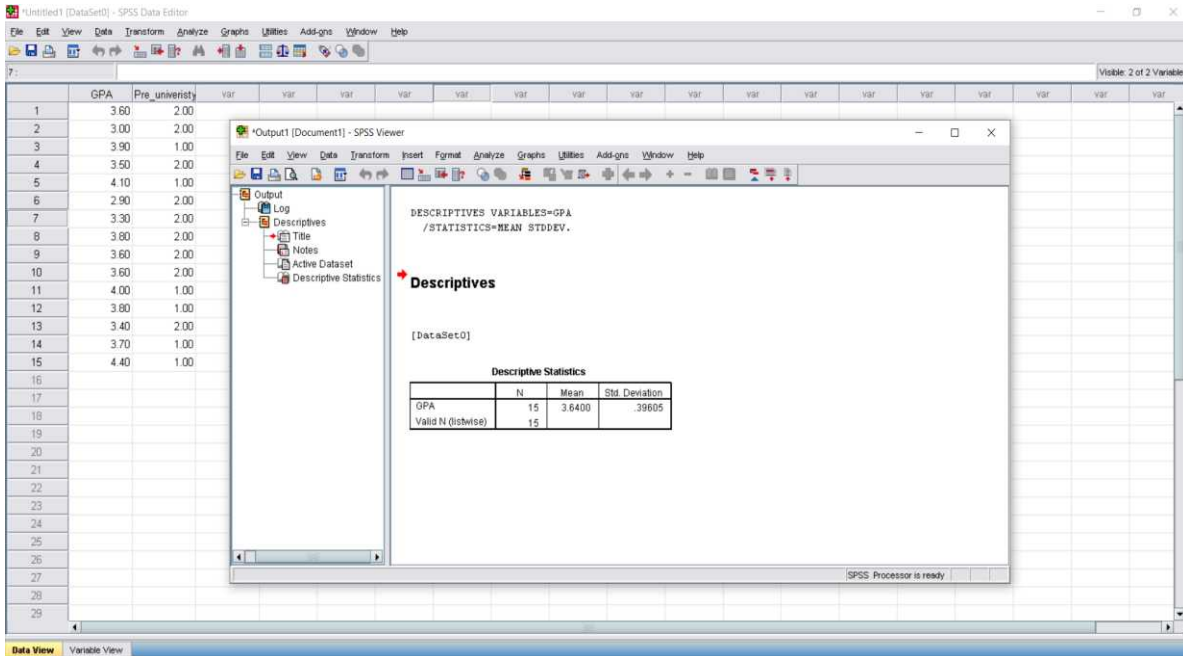 *Untitled1 [DataSet0] - SPSS Data Editor
File Edit View Data Transform Analyze Graphs Utilities Add-ons Window Help
7 :
Visible: 2 of 2 Variable
GPA Pre_univeristy var var var var var var var var var var var var var var var var
1 3.60 2.00
2 3.00 2.00
3 3.90 1.00
4 3.50 2.00
5 4.10 1.00
6 2.90 2.00
7 3.30 2.00
8 3.80 2.00
9 3.60 2.00
10 3.60 2.00
11 4.00 1.00
12 3.80 1.00
13 3.40 2.00
14 3.70 1.00
15 4.40 1.00
16
17
18
19
20
21
22
23
24
25
26
27
28
29
*Output1 [Document1] - SPSS Viewer
File Edit View Data Transform Insert Format Analyze Graphs Utilities Add-ons Window Help
Output
Log
Descriptives
Title
Notes
Active Dataset
Descriptive Statistics
DESCRIPTIVES VARIABLES=GPA
/STATISTICS=MEAN STDDEV.
Descriptives
[DataSet0]
Descriptive Statistics
N Mean Std. Deviation
GPA 15 3.6400 .39605
Valid N (listwise) 15
SPSS Processor is ready
Data View Variable View